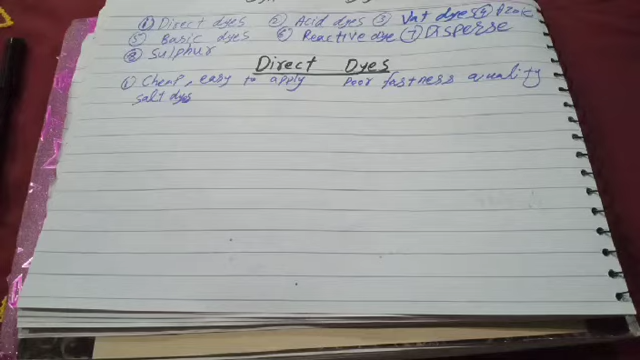 ① Direct dyes ② Acid dyes ③ Vat dyes ④ Azoic
⑤ Basic dyes ⑥ Reactive dye ⑦ Disperse
⑧ Sulphur
Direct Dyes
① Cheap, easy to apply Poor fastness quality
salt dyes